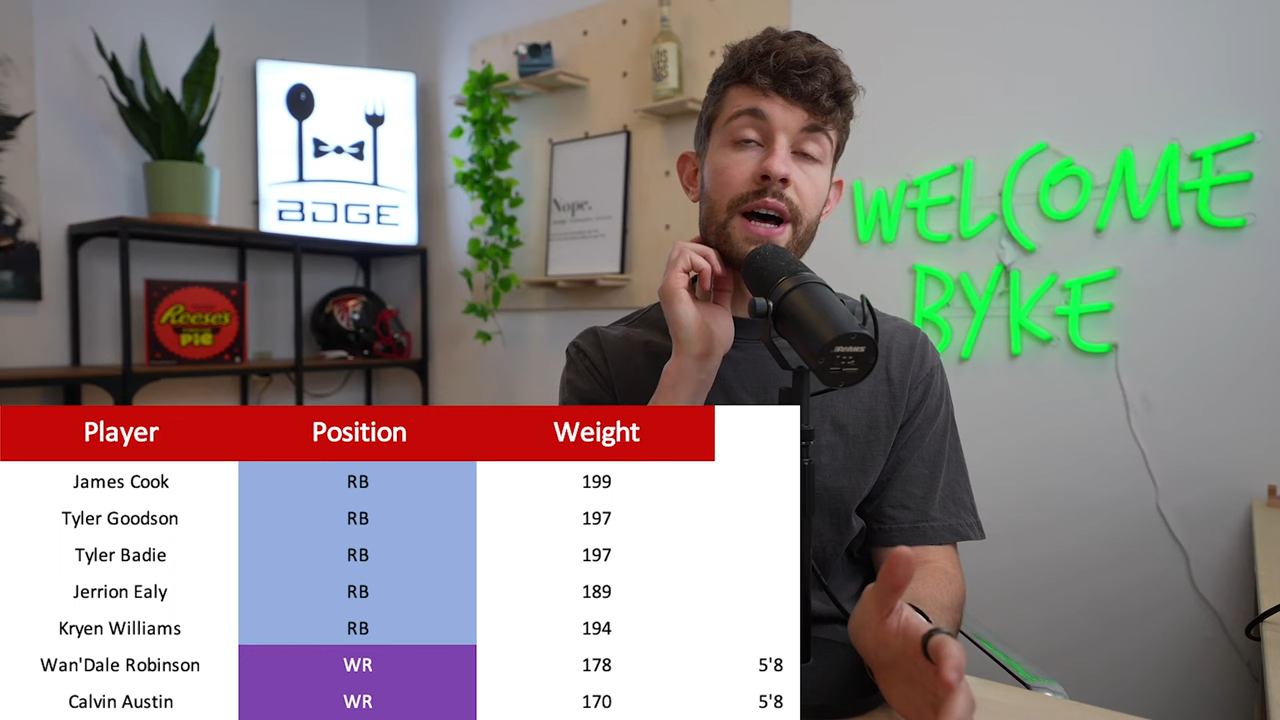 BDGE
Nope.
Reese's
PIE
WELCOME
BYKE
Player Position Weight
James Cook RB 199
Tyler Goodson RB 197
Tyler Badie RB 197
Jerrion Ealy RB 189
Kryen Williams RB 194
Wan'Dale Robinson WR 178 5'8
Calvin Austin WR 170 5'8